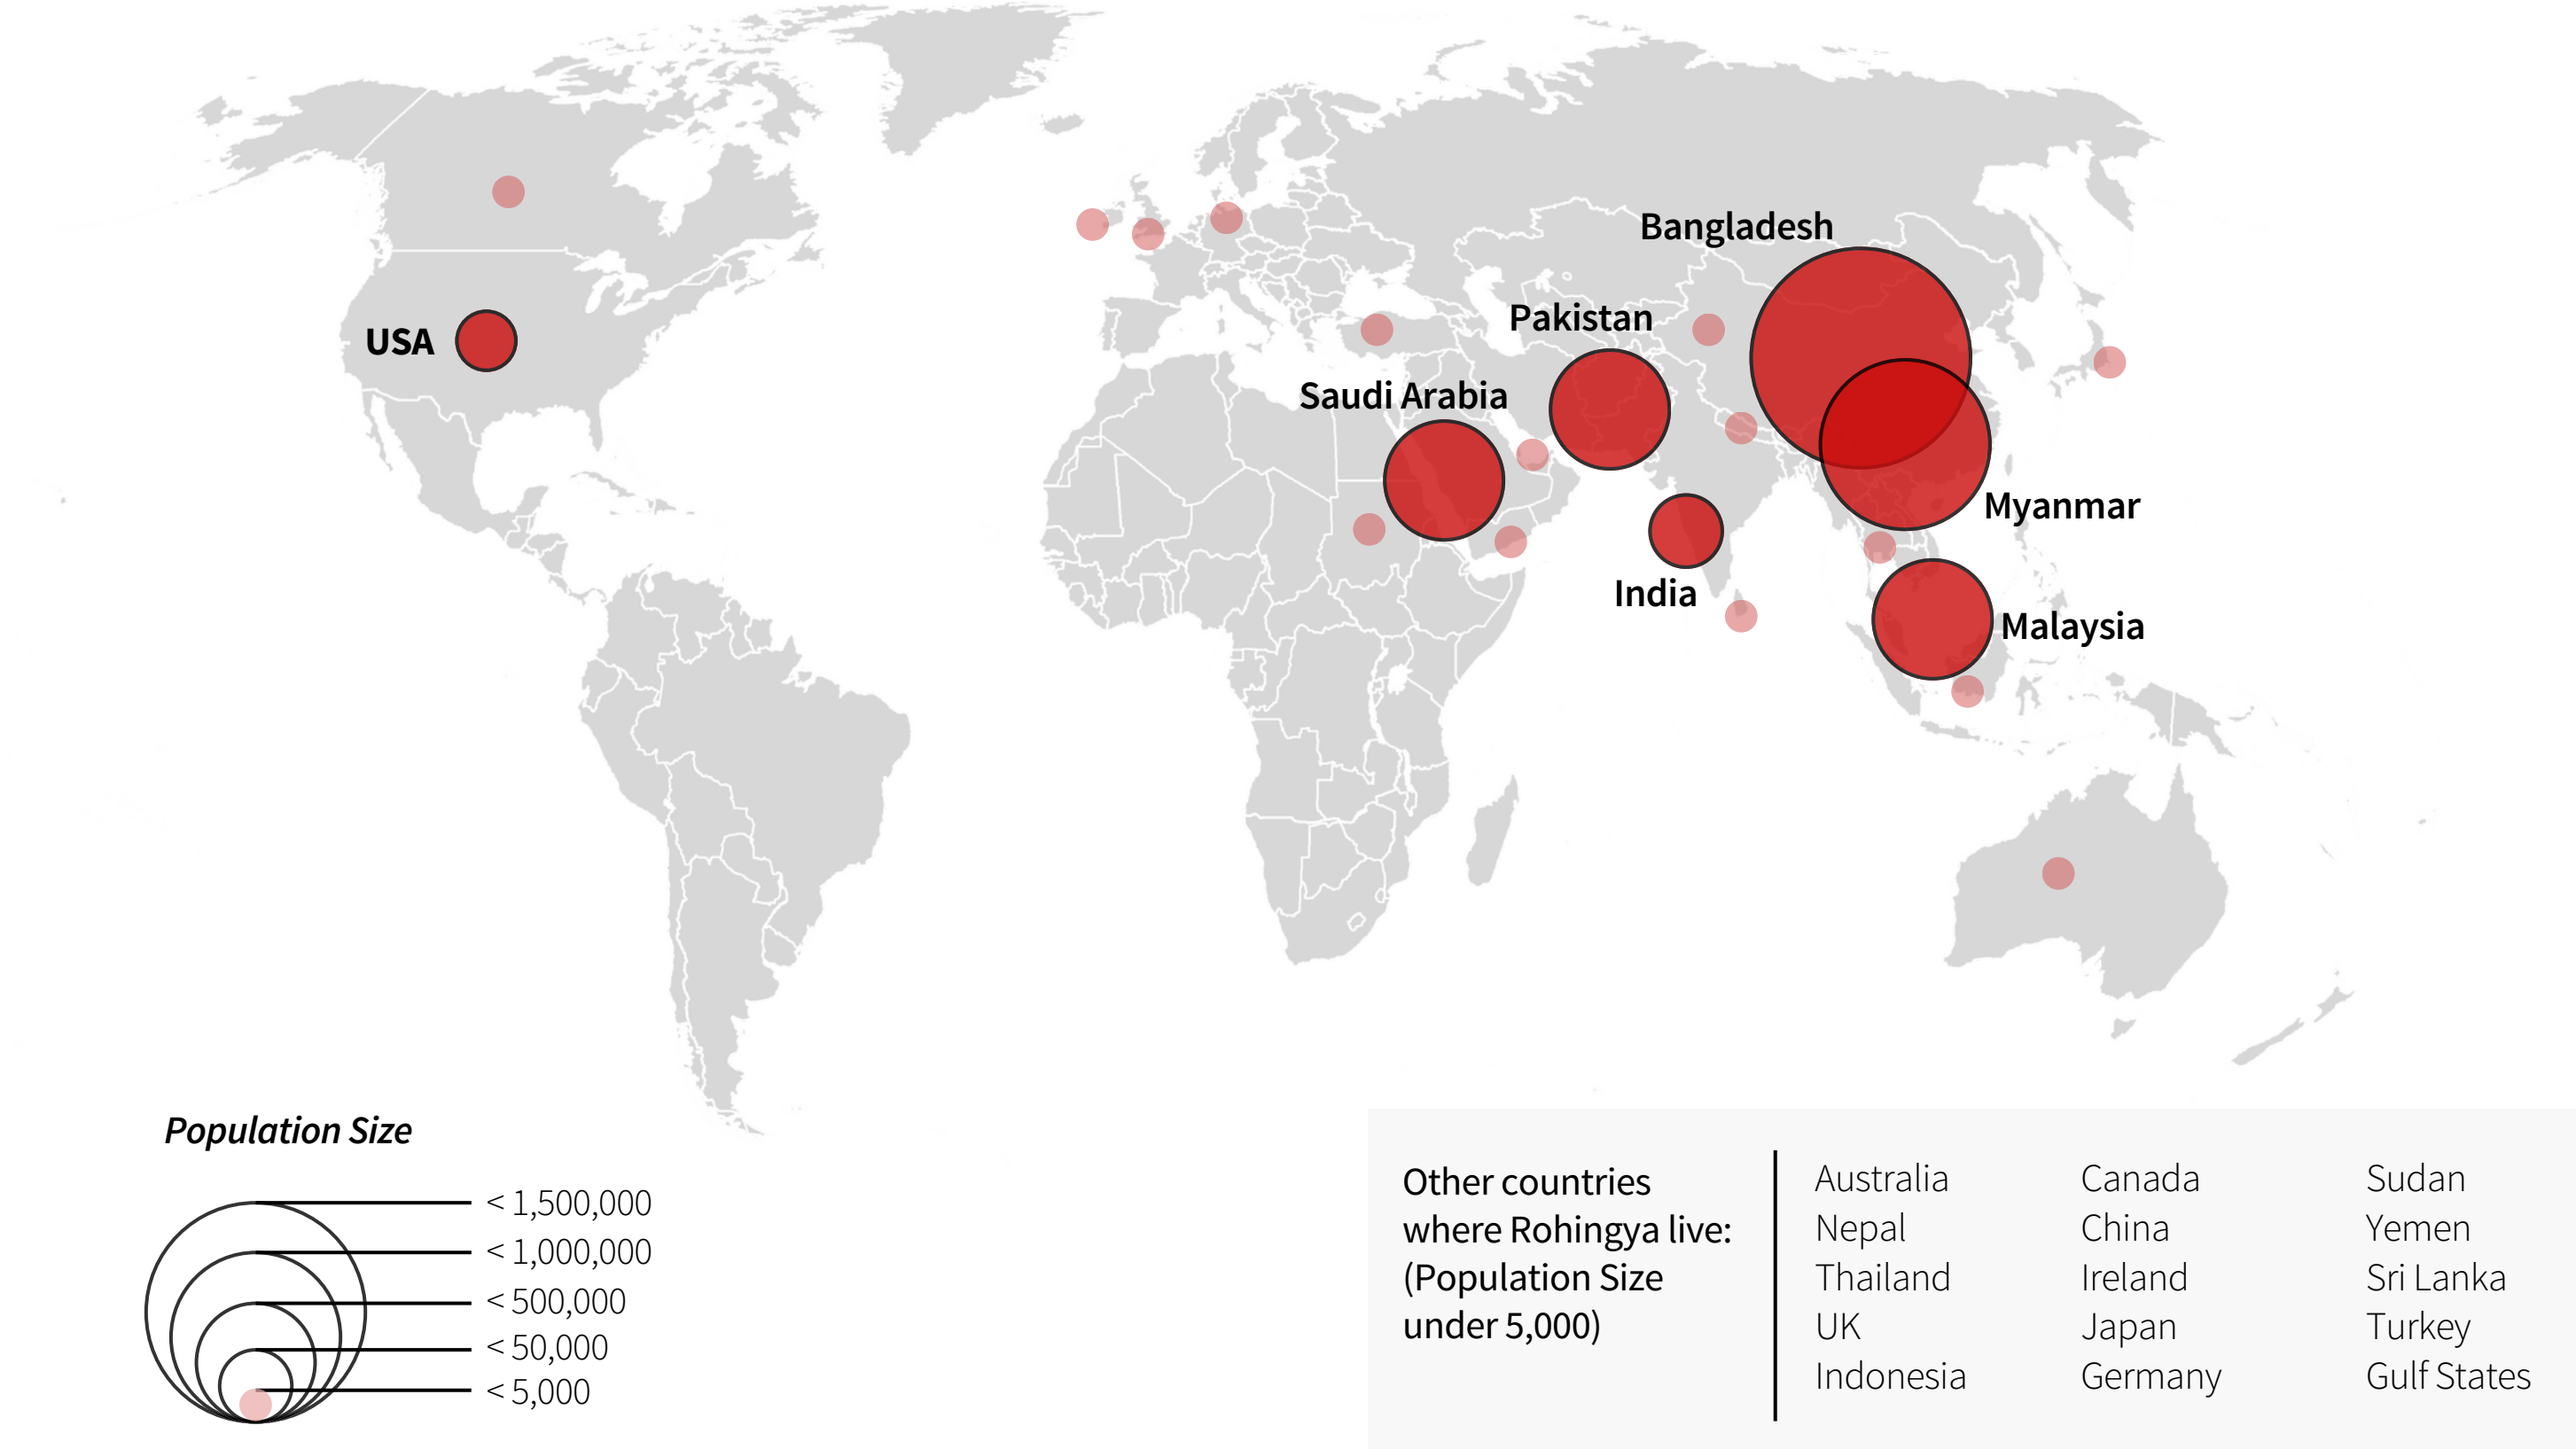 Bangladesh
Pakistan
USA
Saudi Arabia
Myanmar
India
Malaysia
Population Size
< 1,500,000
< 1,000,000
< 500,000
< 50,000
< 5,000
Other countries
where Rohingya live:
(Population Size
under 5,000)
Australia
Nepal
Thailand
UK
Indonesia
Canada
China
Ireland
Japan
Germany
Sudan
Yemen
Sri Lanka
Turkey
Gulf States